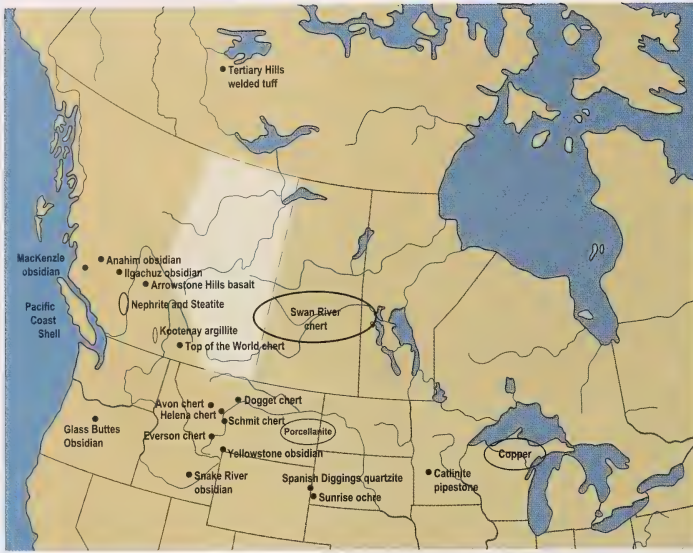 Tertiary Hills
welded tuff
MacKenzie
obsidian
Anahim obsidian
Ilgachuz obsidian
Arrowstone Hills basalt
Pacific
Coast
Shell
Nephrite and Steatite
Swan River
chert
Kootenay argillite
Top of the World chert
Dogget chert
Avon chert
Helena chert
Schmit chert
Glass Buttes
Obsidian
Everson chert
Porcellanite
Yellowstone obsidian
Copper
Snake River
obsidian
Spanish Diggings quartzite
Sunrise ochre
Catlinite
pipestone